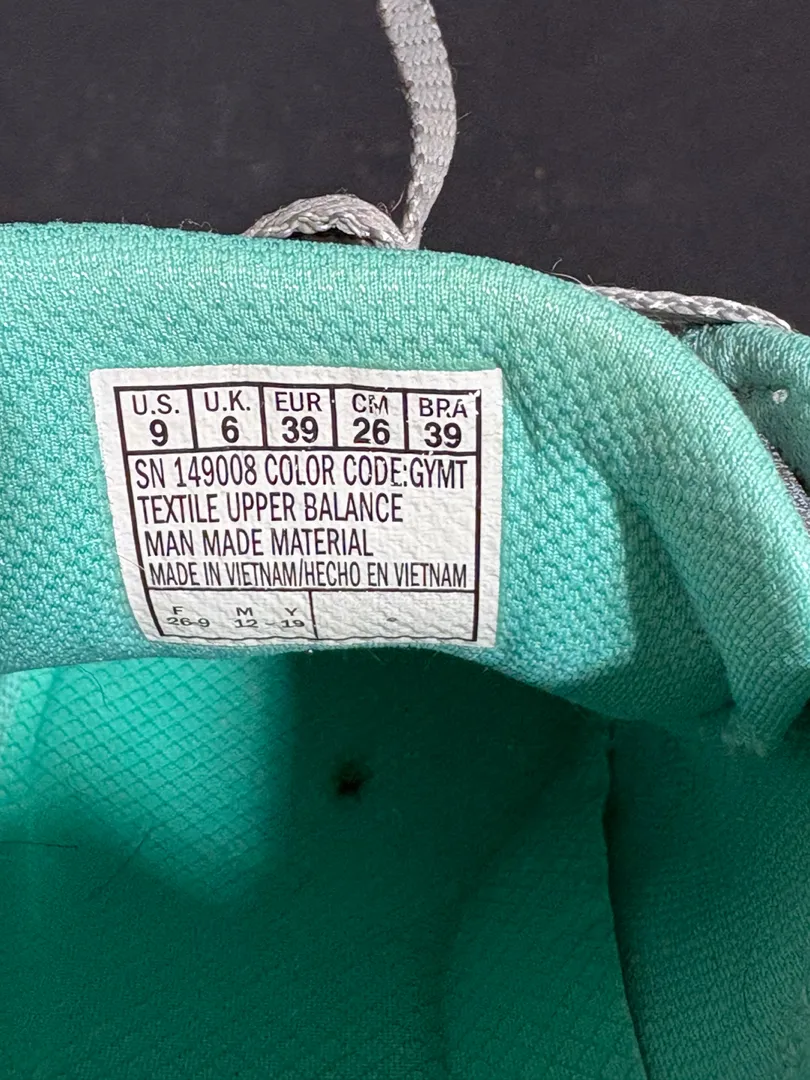 U.S. U.K. EUR CM BRA
9 6 39 26 39
SN 149008 COLOR CODE:GYMT
TEXTILE UPPER BALANCE
MAN MADE MATERIAL
MADE IN VIETNAM/HECHO EN VIETNAM
F M Y
26-9 12-19